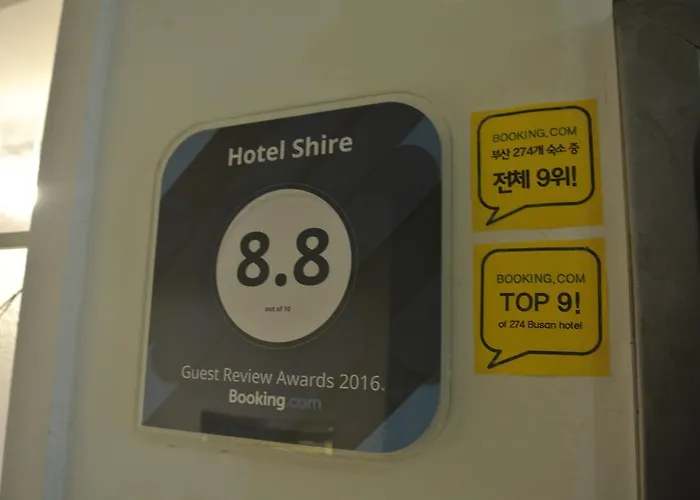 Hotel Shire
8.8
out of 10
Guest Review Awards 2016.
Booking.com
BOOKING.COM
부산 274개 숙소 중
전체 9위!
BOOKING.COM
TOP 9!
of 274 Busan hotel